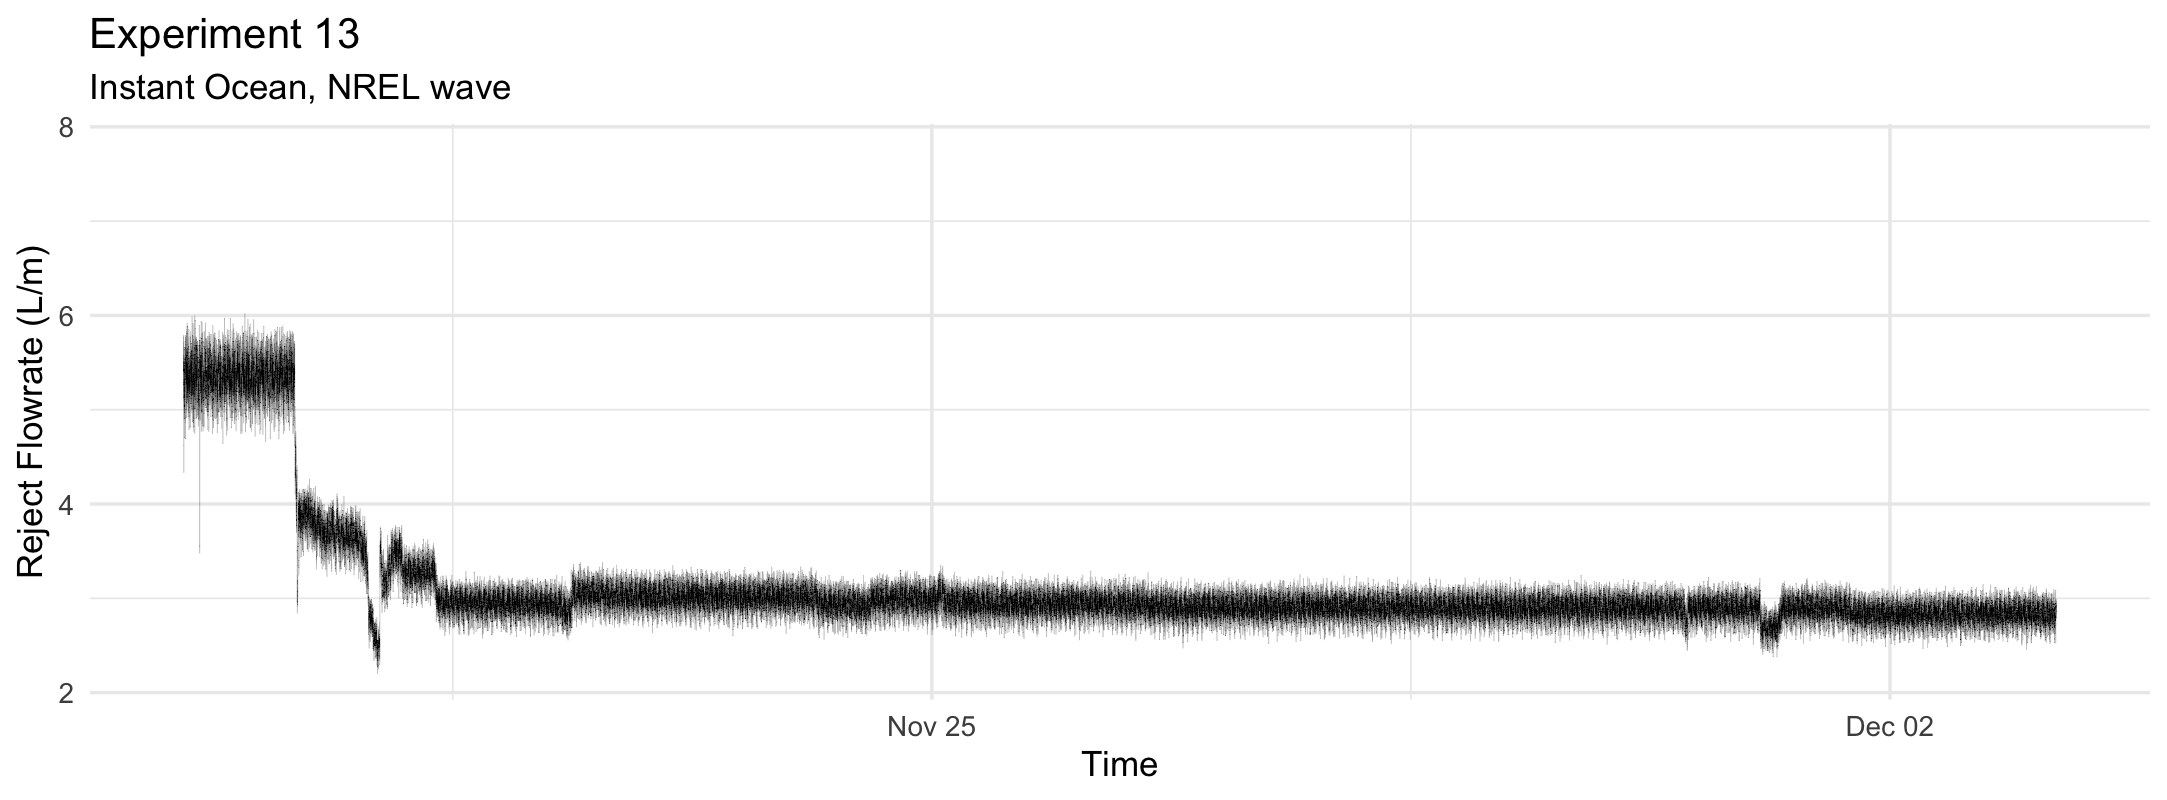 Experiment 13
Instant Ocean, NREL wave
8
6
4
2
Reject Flowrate (L/m)
Nov 25
Dec 02
Time